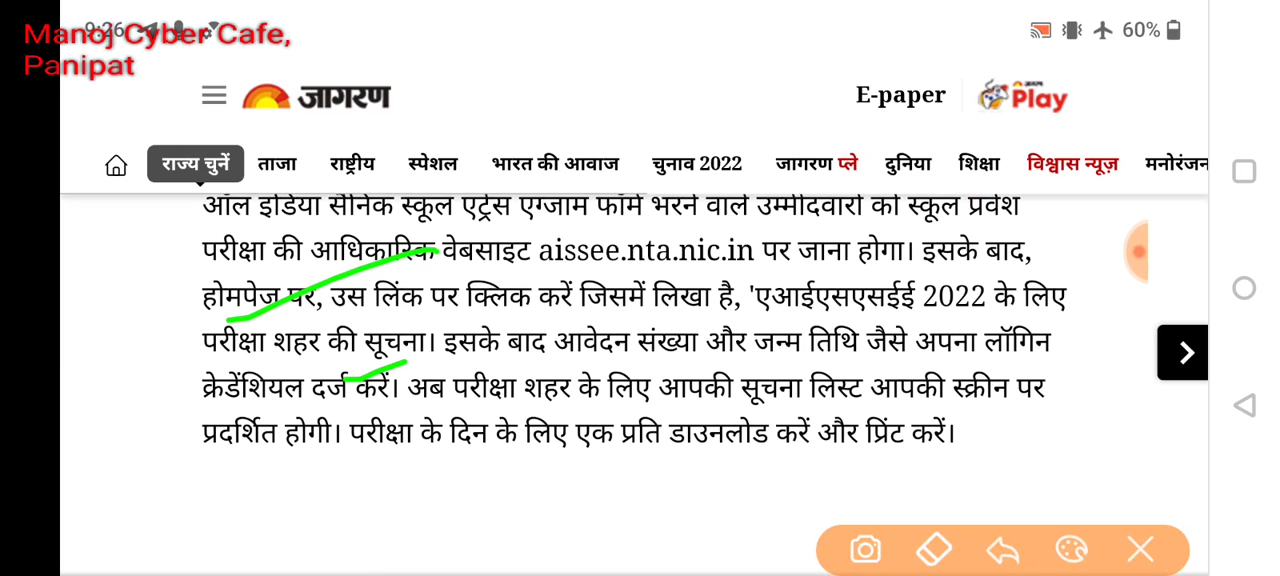 9:26
60%
Manoj Cyber Cafe,
Panipat
जागरण
E-paper
Play
राज्य चुनें ताजा राष्ट्रीय स्पेशल भारत की आवाज चुनाव 2022 जागरण प्ले दुनिया शिक्षा विश्वास न्यूज़ मनोरंजन
ऑल इंडिया सैनिक स्कूल एंट्रेंस एग्जाम फॉर्म भरने वाले उम्मीदवारों को स्कूल प्रवेश
परीक्षा की आधिकारिक वेबसाइट aissee.nta.nic.in पर जाना होगा। इसके बाद,
होमपेज पर, उस लिंक पर क्लिक करें जिसमें लिखा है, 'एआईएसएसईई 2022 के लिए
परीक्षा शहर की सूचना। इसके बाद आवेदन संख्या और जन्म तिथि जैसे अपना लॉगिन
क्रेडेंशियल दर्ज करें। अब परीक्षा शहर के लिए आपकी सूचना लिस्ट आपकी स्क्रीन पर
प्रदर्शित होगी। परीक्षा के दिन के लिए एक प्रति डाउनलोड करें और प्रिंट करें।